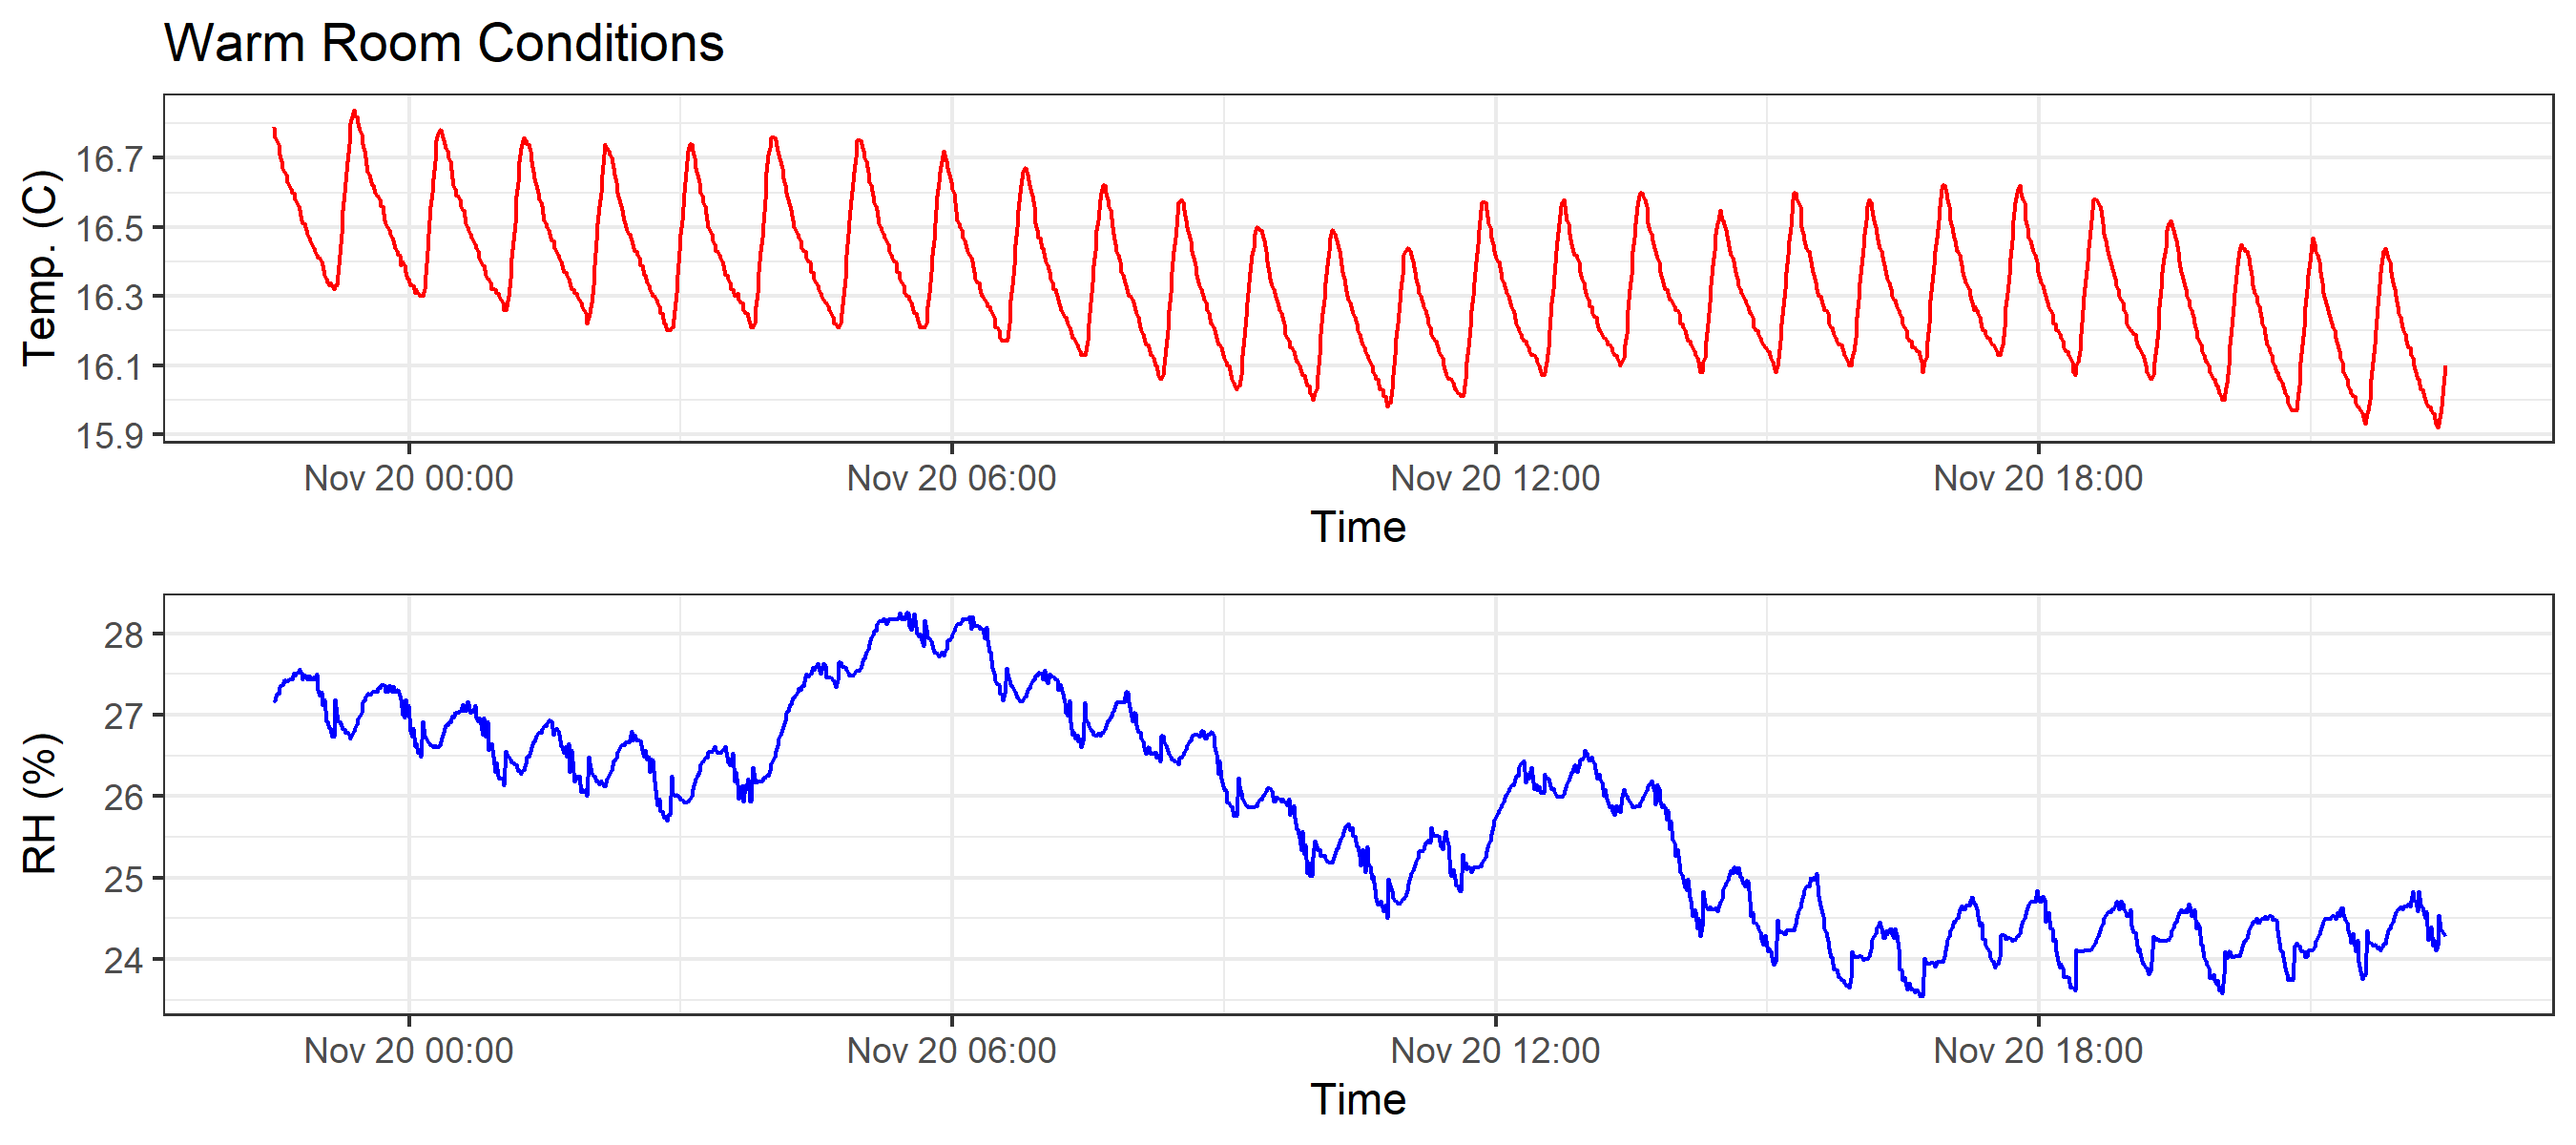 Warm Room Conditions
Temp. (C)
16.7
16.5
16.3
16.1
15.9
Nov 20 00:00 Nov 20 06:00 Nov 20 12:00 Nov 20 18:00
Time
RH (%)
28
27
26
25
24
Nov 20 00:00 Nov 20 06:00 Nov 20 12:00 Nov 20 18:00
Time